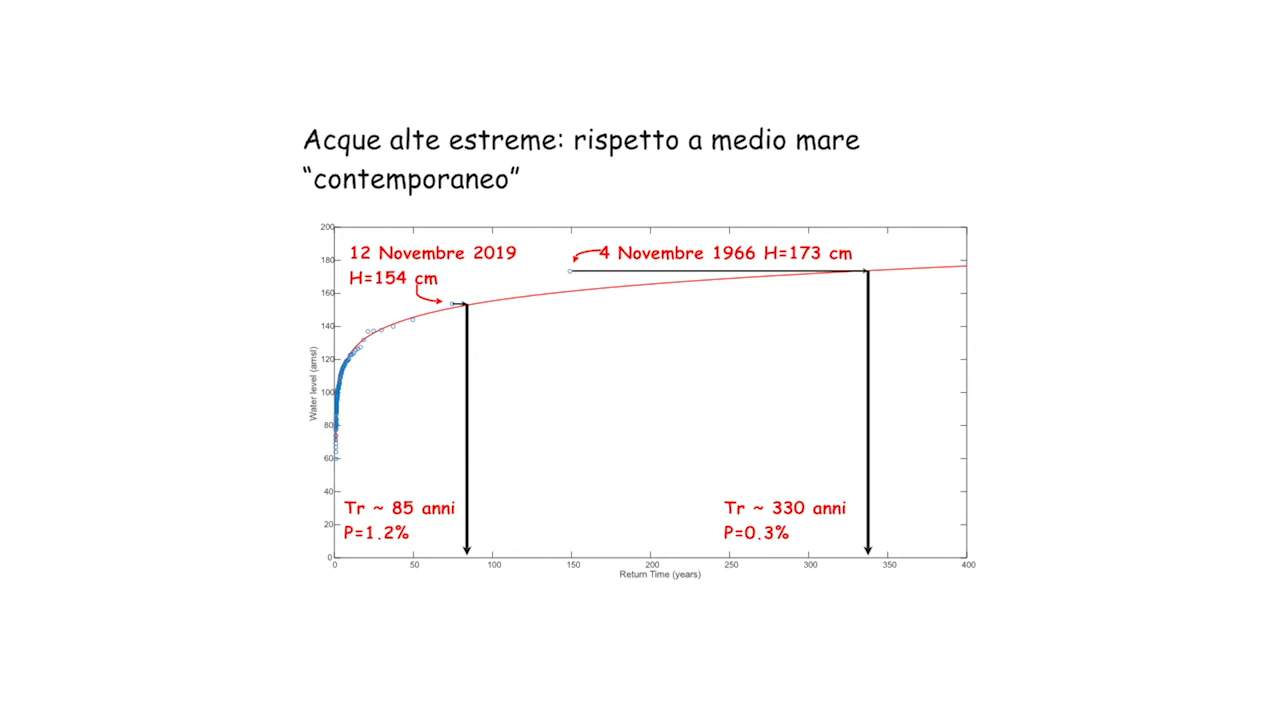 Acque alte estreme: rispetto a medio mare
“contemporaneo”
200
12 Novembre 2019
4 Novembre 1966 H=173 cm
180
H=154 cm
160
140
120
100
80
60
40
20
0
Water level (amsl)
Tr ~ 85 anni
P=1.2%
Tr ~ 330 anni
P=0.3%
0 50 100 150 200 250 300 350 400
Return Time (years)